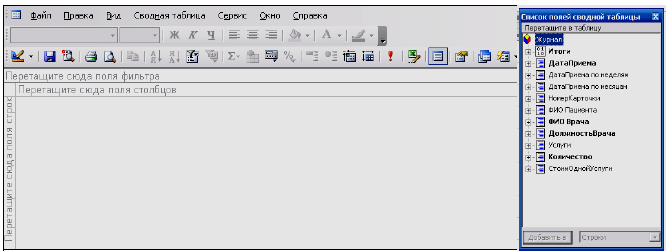 Файл Правка Вид Сводная таблица Сервис Окно Справка
Ж К Ч
Перетащите сюда поля фильтра
Перетащите сюда поля столбцов
Перетащите сюда поля строк
Список полей сводной таблицы
Перетащите в таблицу
Журнал
Итоги
ДатаПриема
ДатаПриема по неделям
ДатаПриема по месяцам
НомерКарточки
ФИО Пациента
ФИО Врача
ДолжностьВрача
Услуги
Количество
СтоимОднойУслуги
Добавить в Строки